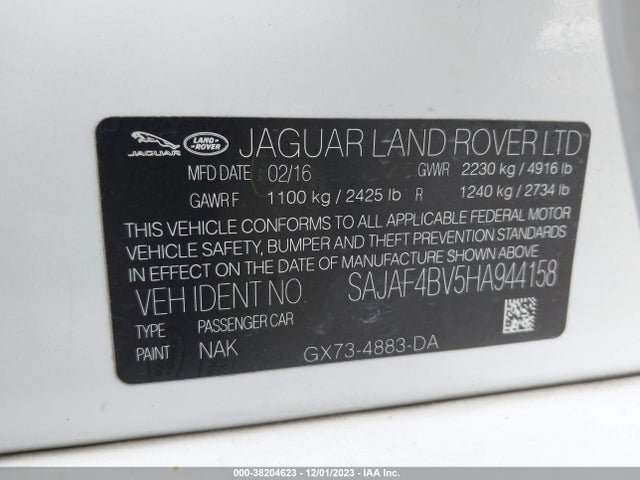 JAGUAR LAND-ROVER JAGUAR LAND ROVER LTD
MFD DATE 02/16 GVWR 2230 kg / 4916 lb
GAWR F 1100 kg / 2425 lb R 1240 kg / 2734 lb
THIS VEHICLE CONFORMS TO ALL APPLICABLE FEDERAL MOTOR
VEHICLE SAFETY, BUMPER AND THEFT PREVENTION STANDARDS
IN EFFECT ON THE DATE OF MANUFACTURE SHOWN ABOVE
VEH IDENT NO SAJAF4BV5HA944158
TYPE PASSENGER CAR
PAINT NAK GX73-4883-DA
000-38204623 - 12/01/2023 - IAA Inc.